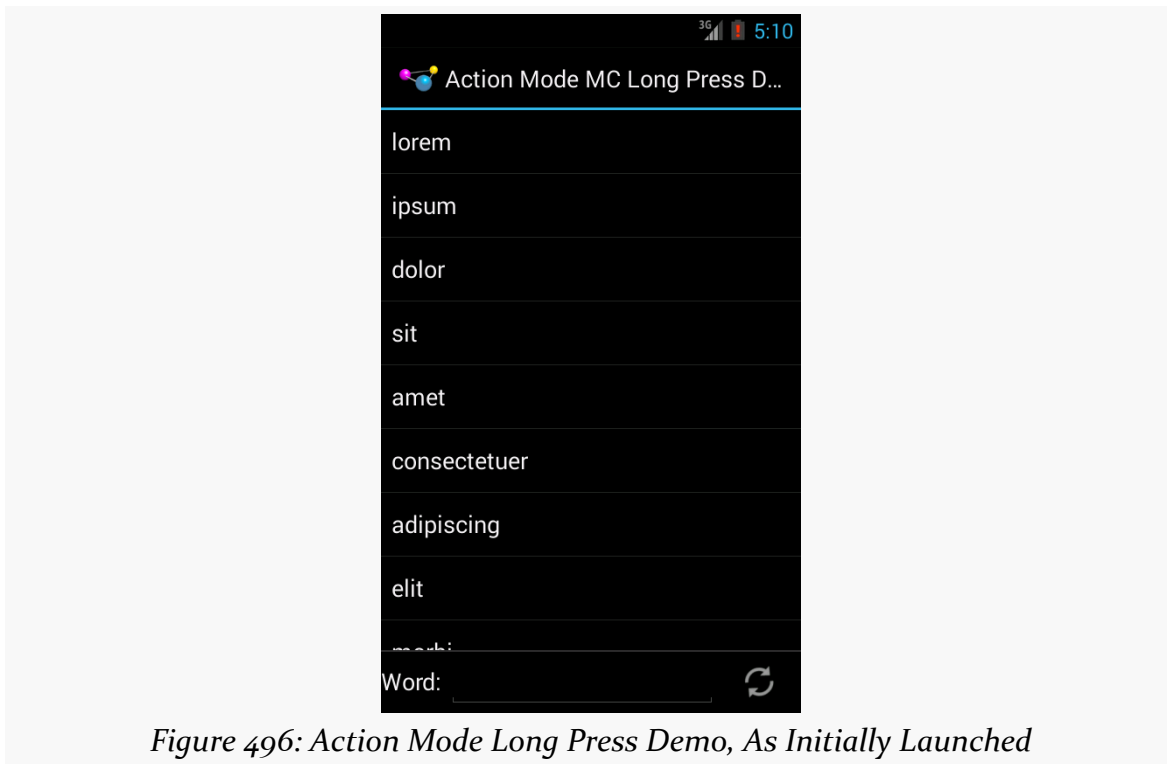 3G 5:10
Action Mode MC Long Press D...
lorem
ipsum
dolor
sit
amet
consectetuer
adipiscing
elit
morbi
Word:
Figure 496: Action Mode Long Press Demo, As Initially Launched